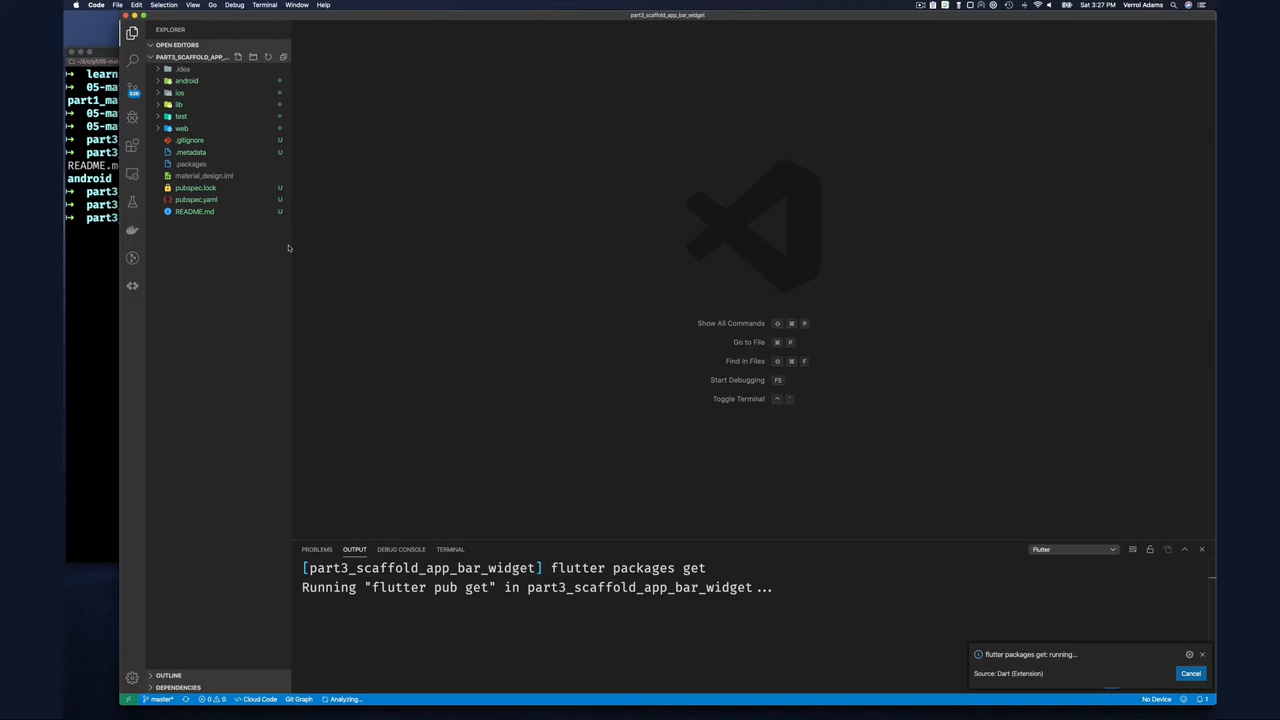 Code File Edit Selection View Go Debug Terminal Window Help
Sat 3:27 PM Verrol Adams
part3_scaffold_app_bar_widget
learn
05-ma
part1_ma
05-ma
05-ma
part3
part3
README.m
android
part3
part3
part3
EXPLORER
OPEN EDITORS
PART3_SCAFFOLD_APP_...
.idea
android
ios
lib
test
web
.gitignore U
.metadata U
.packages
material_design.iml
pubspec.lock U
pubspec.yaml U
README.md U
638
Show All Commands ⇧ ⌘ P
Go to File ⌘ P
Find in Files ⇧ ⌘ F
Start Debugging F5
Toggle Terminal ^ `
PROBLEMS OUTPUT DEBUG CONSOLE TERMINAL Flutter
[part3_scaffold_app_bar_widget] flutter packages get
Running "flutter pub get" in part3_scaffold_app_bar_widget...
flutter packages get: running...
Source: Dart (Extension) Cancel
OUTLINE
DEPENDENCIES
master* 0 0 Cloud Code Git Graph Analyzing... No Device 1